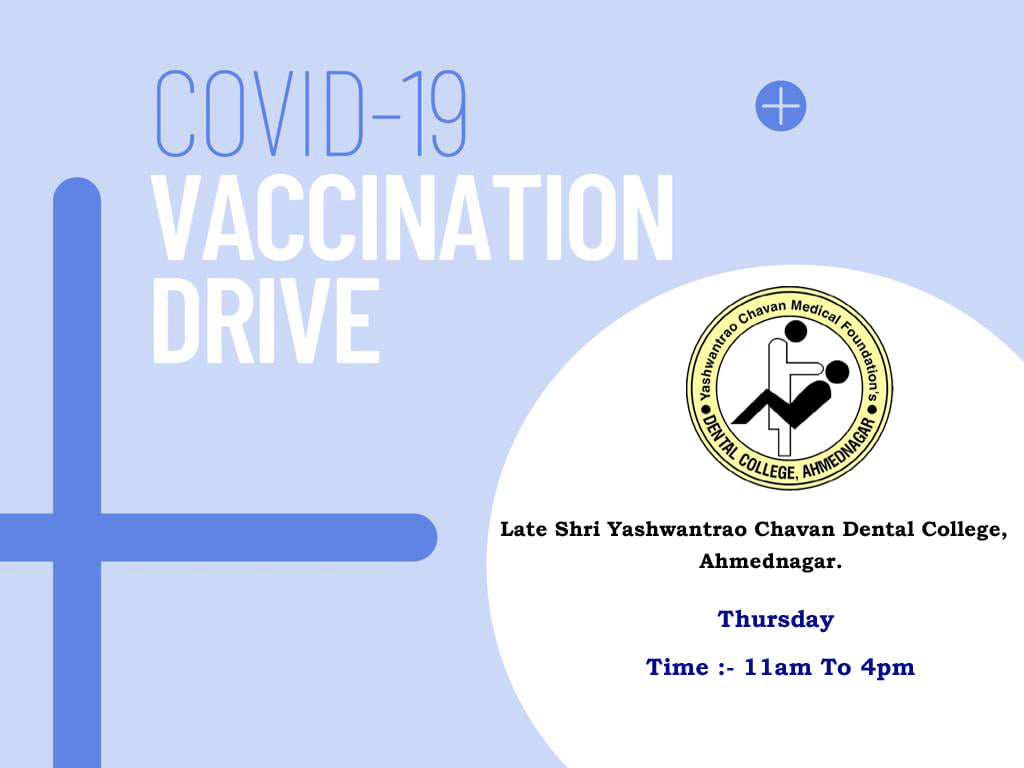 COVID-19
VACCINATION
DRIVE
Yashwantrao Chavan Medical Foundation's
DENTAL COLLEGE, AHMEDNAGAR
Late Shri Yashwantrao Chavan Dental College,
Ahmednagar.
Thursday
Time :- 11am To 4pm